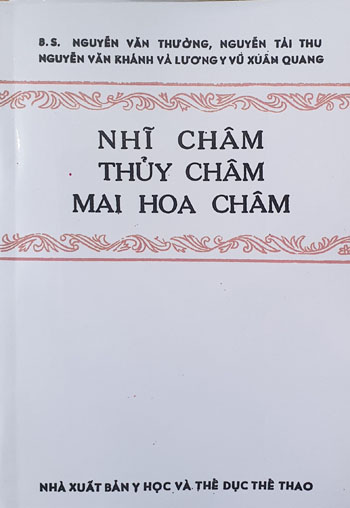 B.S. NGUYỄN VĂN THƯỞNG, NGUYỄN TÀI THU
NGUYỄN VĂN KHÁNH VÀ LƯƠNG Y VŨ XUÂN QUANG
NHĨ CHÂM
THỦY CHÂM
MAI HOA CHÂM
NHÀ XUẤT BẢN Y HỌC VÀ THỂ DỤC THỂ THAO